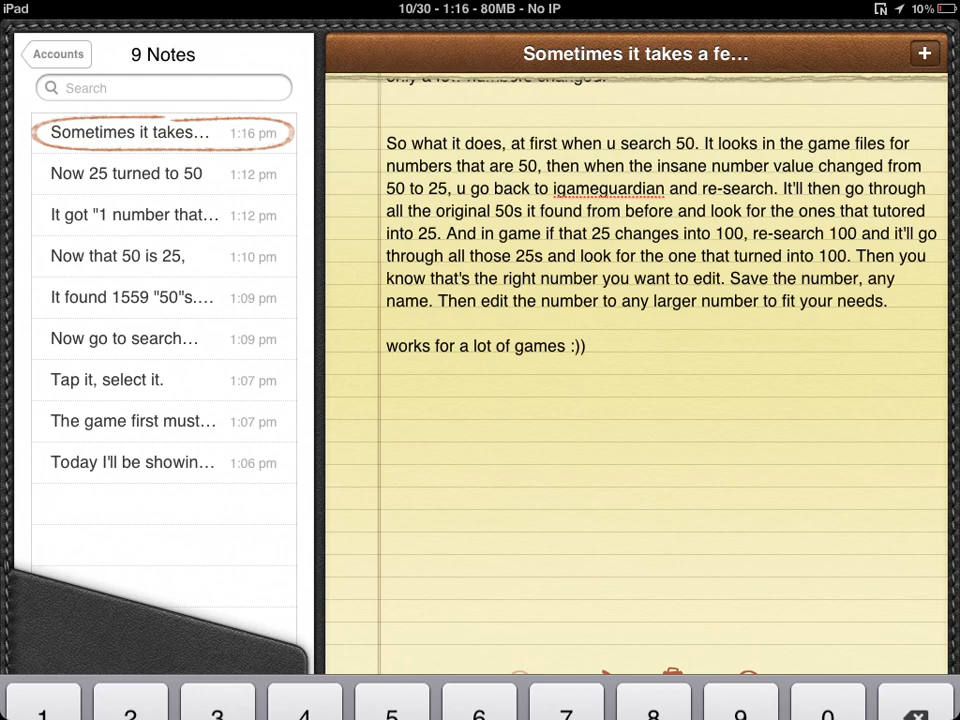 iPad
10/30 - 1:16 - 80MB - No IP
10%
Accounts
9 Notes
Search
Sometimes it takes... 1:16 pm
Now 25 turned to 50 1:12 pm
It got "1 number that... 1:12 pm
Now that 50 is 25, 1:10 pm
It found 1559 "50"s.... 1:09 pm
Now go to search... 1:09 pm
Tap it, select it. 1:07 pm
The game first must... 1:07 pm
Today I'll be showin... 1:06 pm
Sometimes it takes a fe...
+
only a few numbers changed.
So what it does, at first when u search 50. It looks in the game files for
numbers that are 50, then when the insane number value changed from
50 to 25, u go back to igameguardian and re-search. It'll then go through
all the original 50s it found from before and look for the ones that tutored
into 25. And in game if that 25 changes into 100, re-search 100 and it'll go
through all those 25s and look for the one that turned into 100. Then you
know that's the right number you want to edit. Save the number, any
name. Then edit the number to any larger number to fit your needs.
works for a lot of games :))
1 2 3 4 5 6 7 8 9 0